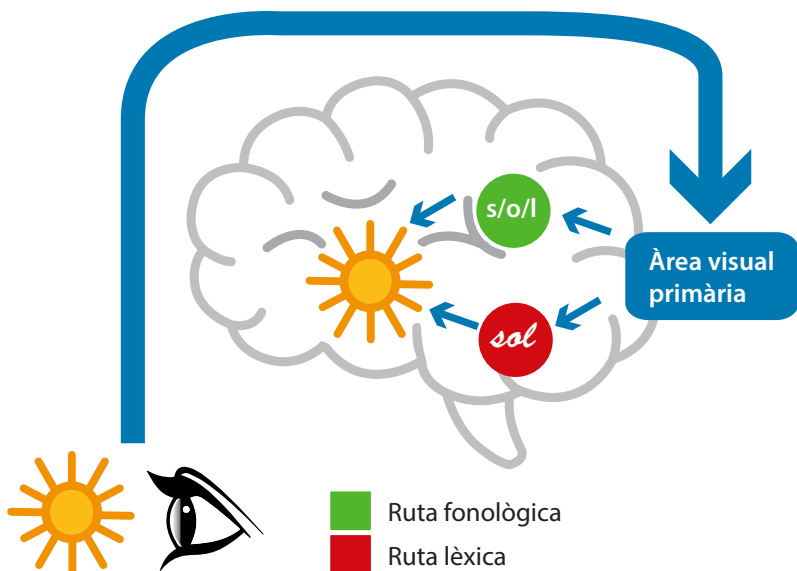 s/o/l
Àrea visual
primària
sol
Ruta fonològica
Ruta lèxica